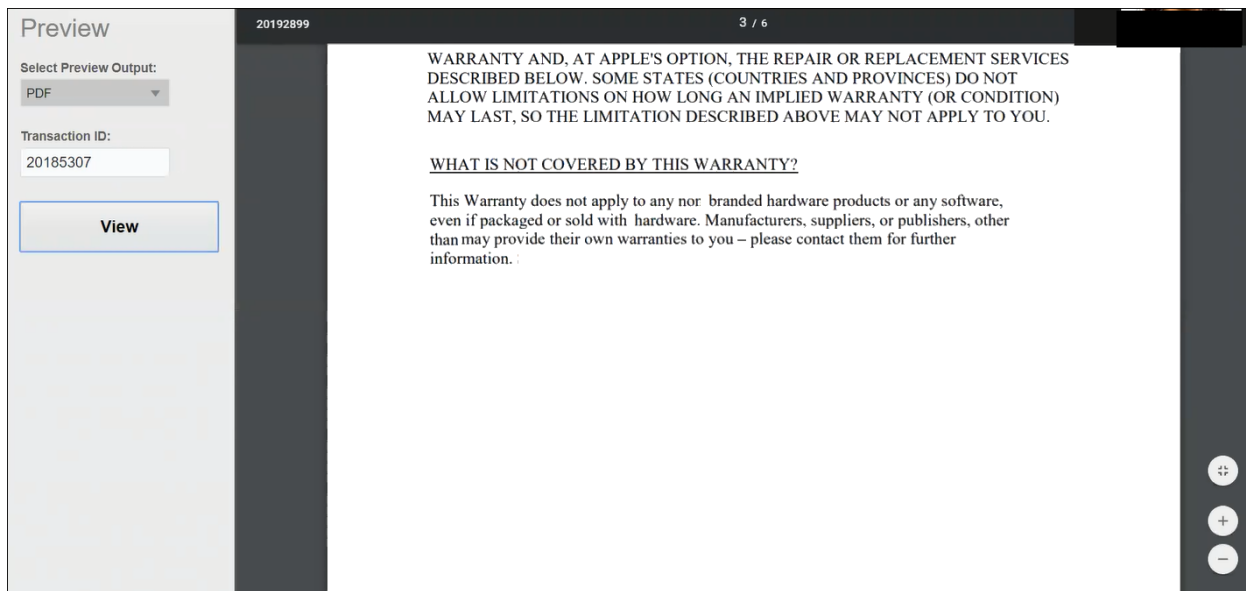 Preview
Select Preview Output:
PDF
Transaction ID:
20185307
View
20192899
3 / 6
WARRANTY AND, AT APPLE'S OPTION, THE REPAIR OR REPLACEMENT SERVICES
DESCRIBED BELOW. SOME STATES (COUNTRIES AND PROVINCES) DO NOT
ALLOW LIMITATIONS ON HOW LONG AN IMPLIED WARRANTY (OR CONDITION)
MAY LAST, SO THE LIMITATION DESCRIBED ABOVE MAY NOT APPLY TO YOU.
WHAT IS NOT COVERED BY THIS WARRANTY?
This Warranty does not apply to any nor branded hardware products or any software,
even if packaged or sold with hardware. Manufacturers, suppliers, or publishers, other
than may provide their own warranties to you – please contact them for further
information.